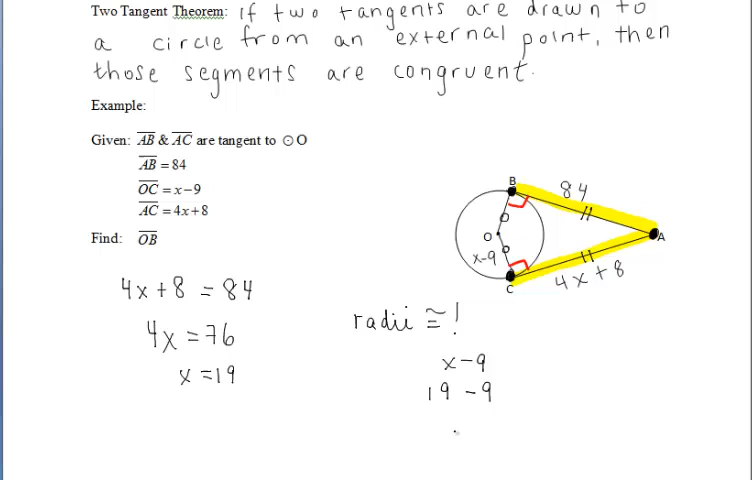 Two Tangent Theorem: If two tangents are drawn to
a circle from an external point, then
those segments are congruent.
Example:
Given: AB & AC are tangent to ⊙O
AB = 84
OC = x-9
AC = 4x+8
Find: OB
B
84
O
A
x-9
C
4x+8
4x+8 = 84
4x = 76
x = 19
radii ≅ !
x-9
19 -9